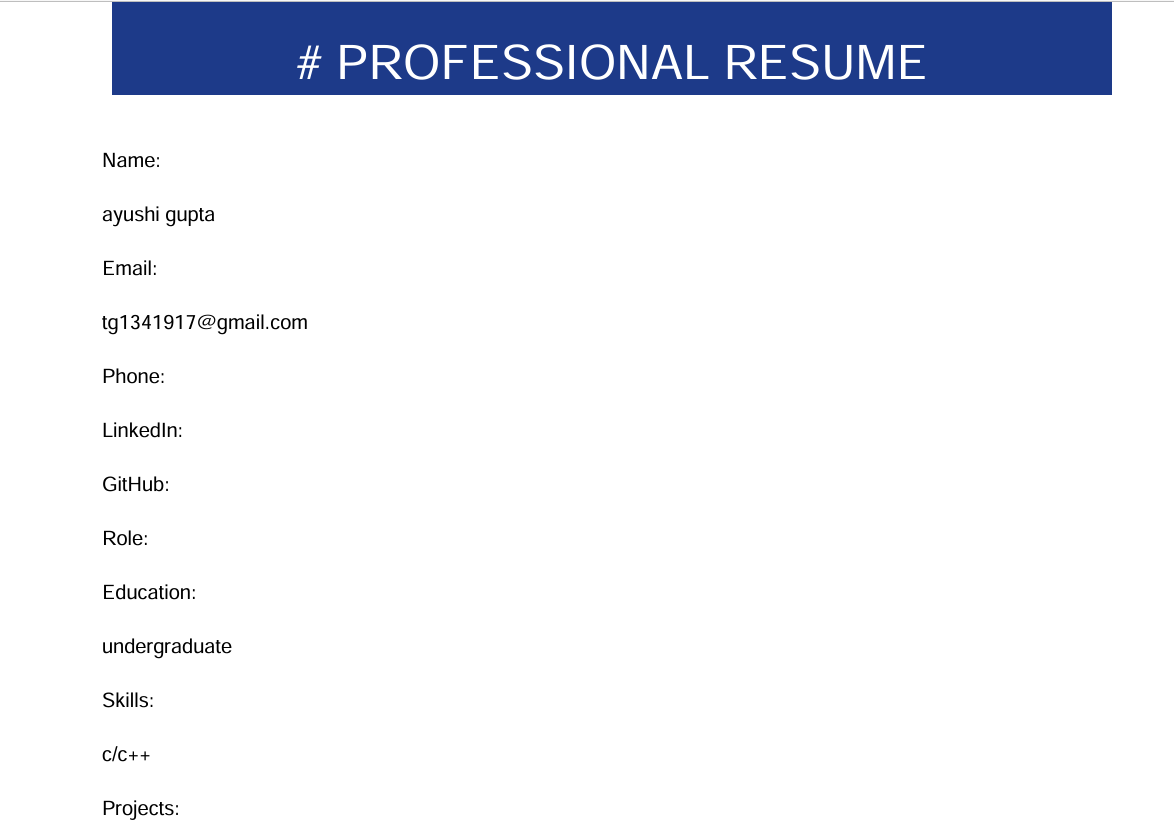 # PROFESSIONAL RESUME
Name:
ayushi gupta
Email:
tg1341917@gmail.com
Phone:
LinkedIn:
GitHub:
Role:
Education:
undergraduate
Skills:
c/c++
Projects: